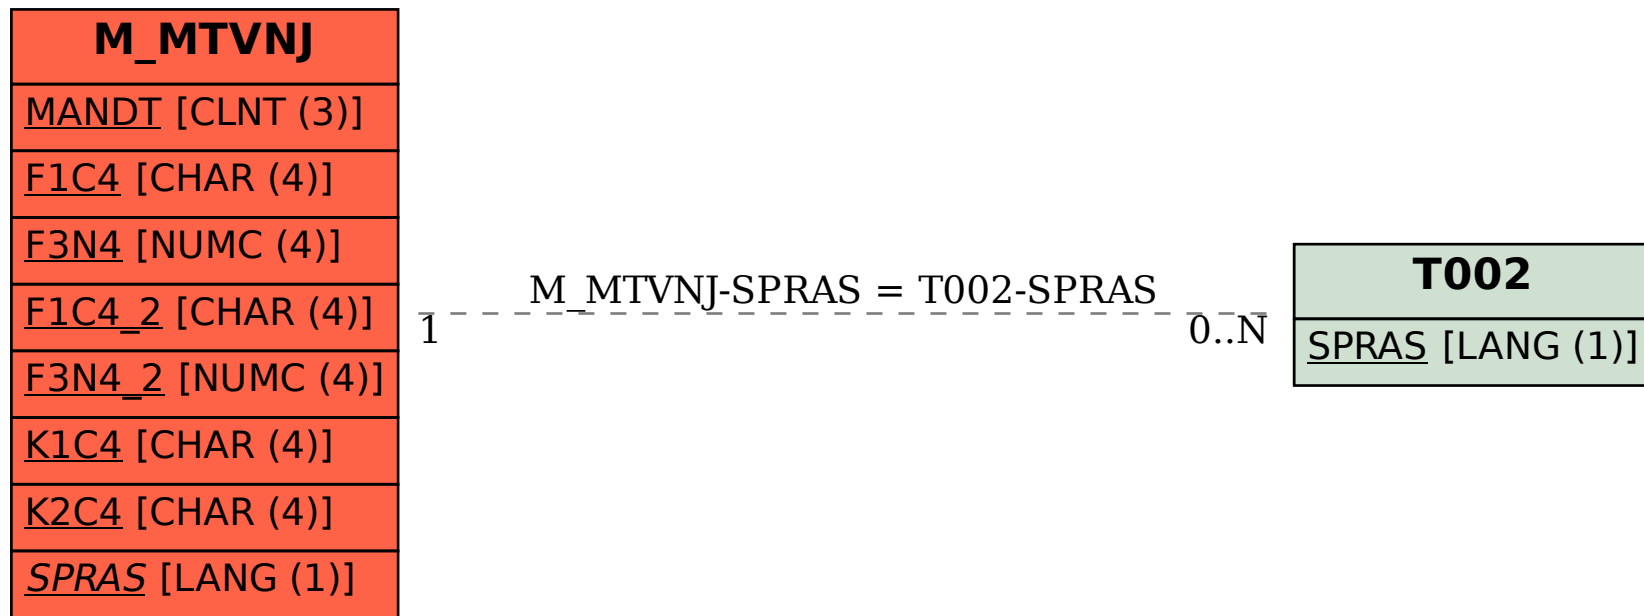 M_MTVNJ
MANDT [CLNT (3)]
F1C4 [CHAR (4)]
F3N4 [NUMC (4)]
F1C4_2 [CHAR (4)]
F3N4_2 [NUMC (4)]
K1C4 [CHAR (4)]
K2C4 [CHAR (4)]
SPRAS [LANG (1)]
M_MTVNJ-SPRAS = T002-SPRAS
1
0..N
T002
SPRAS [LANG (1)]